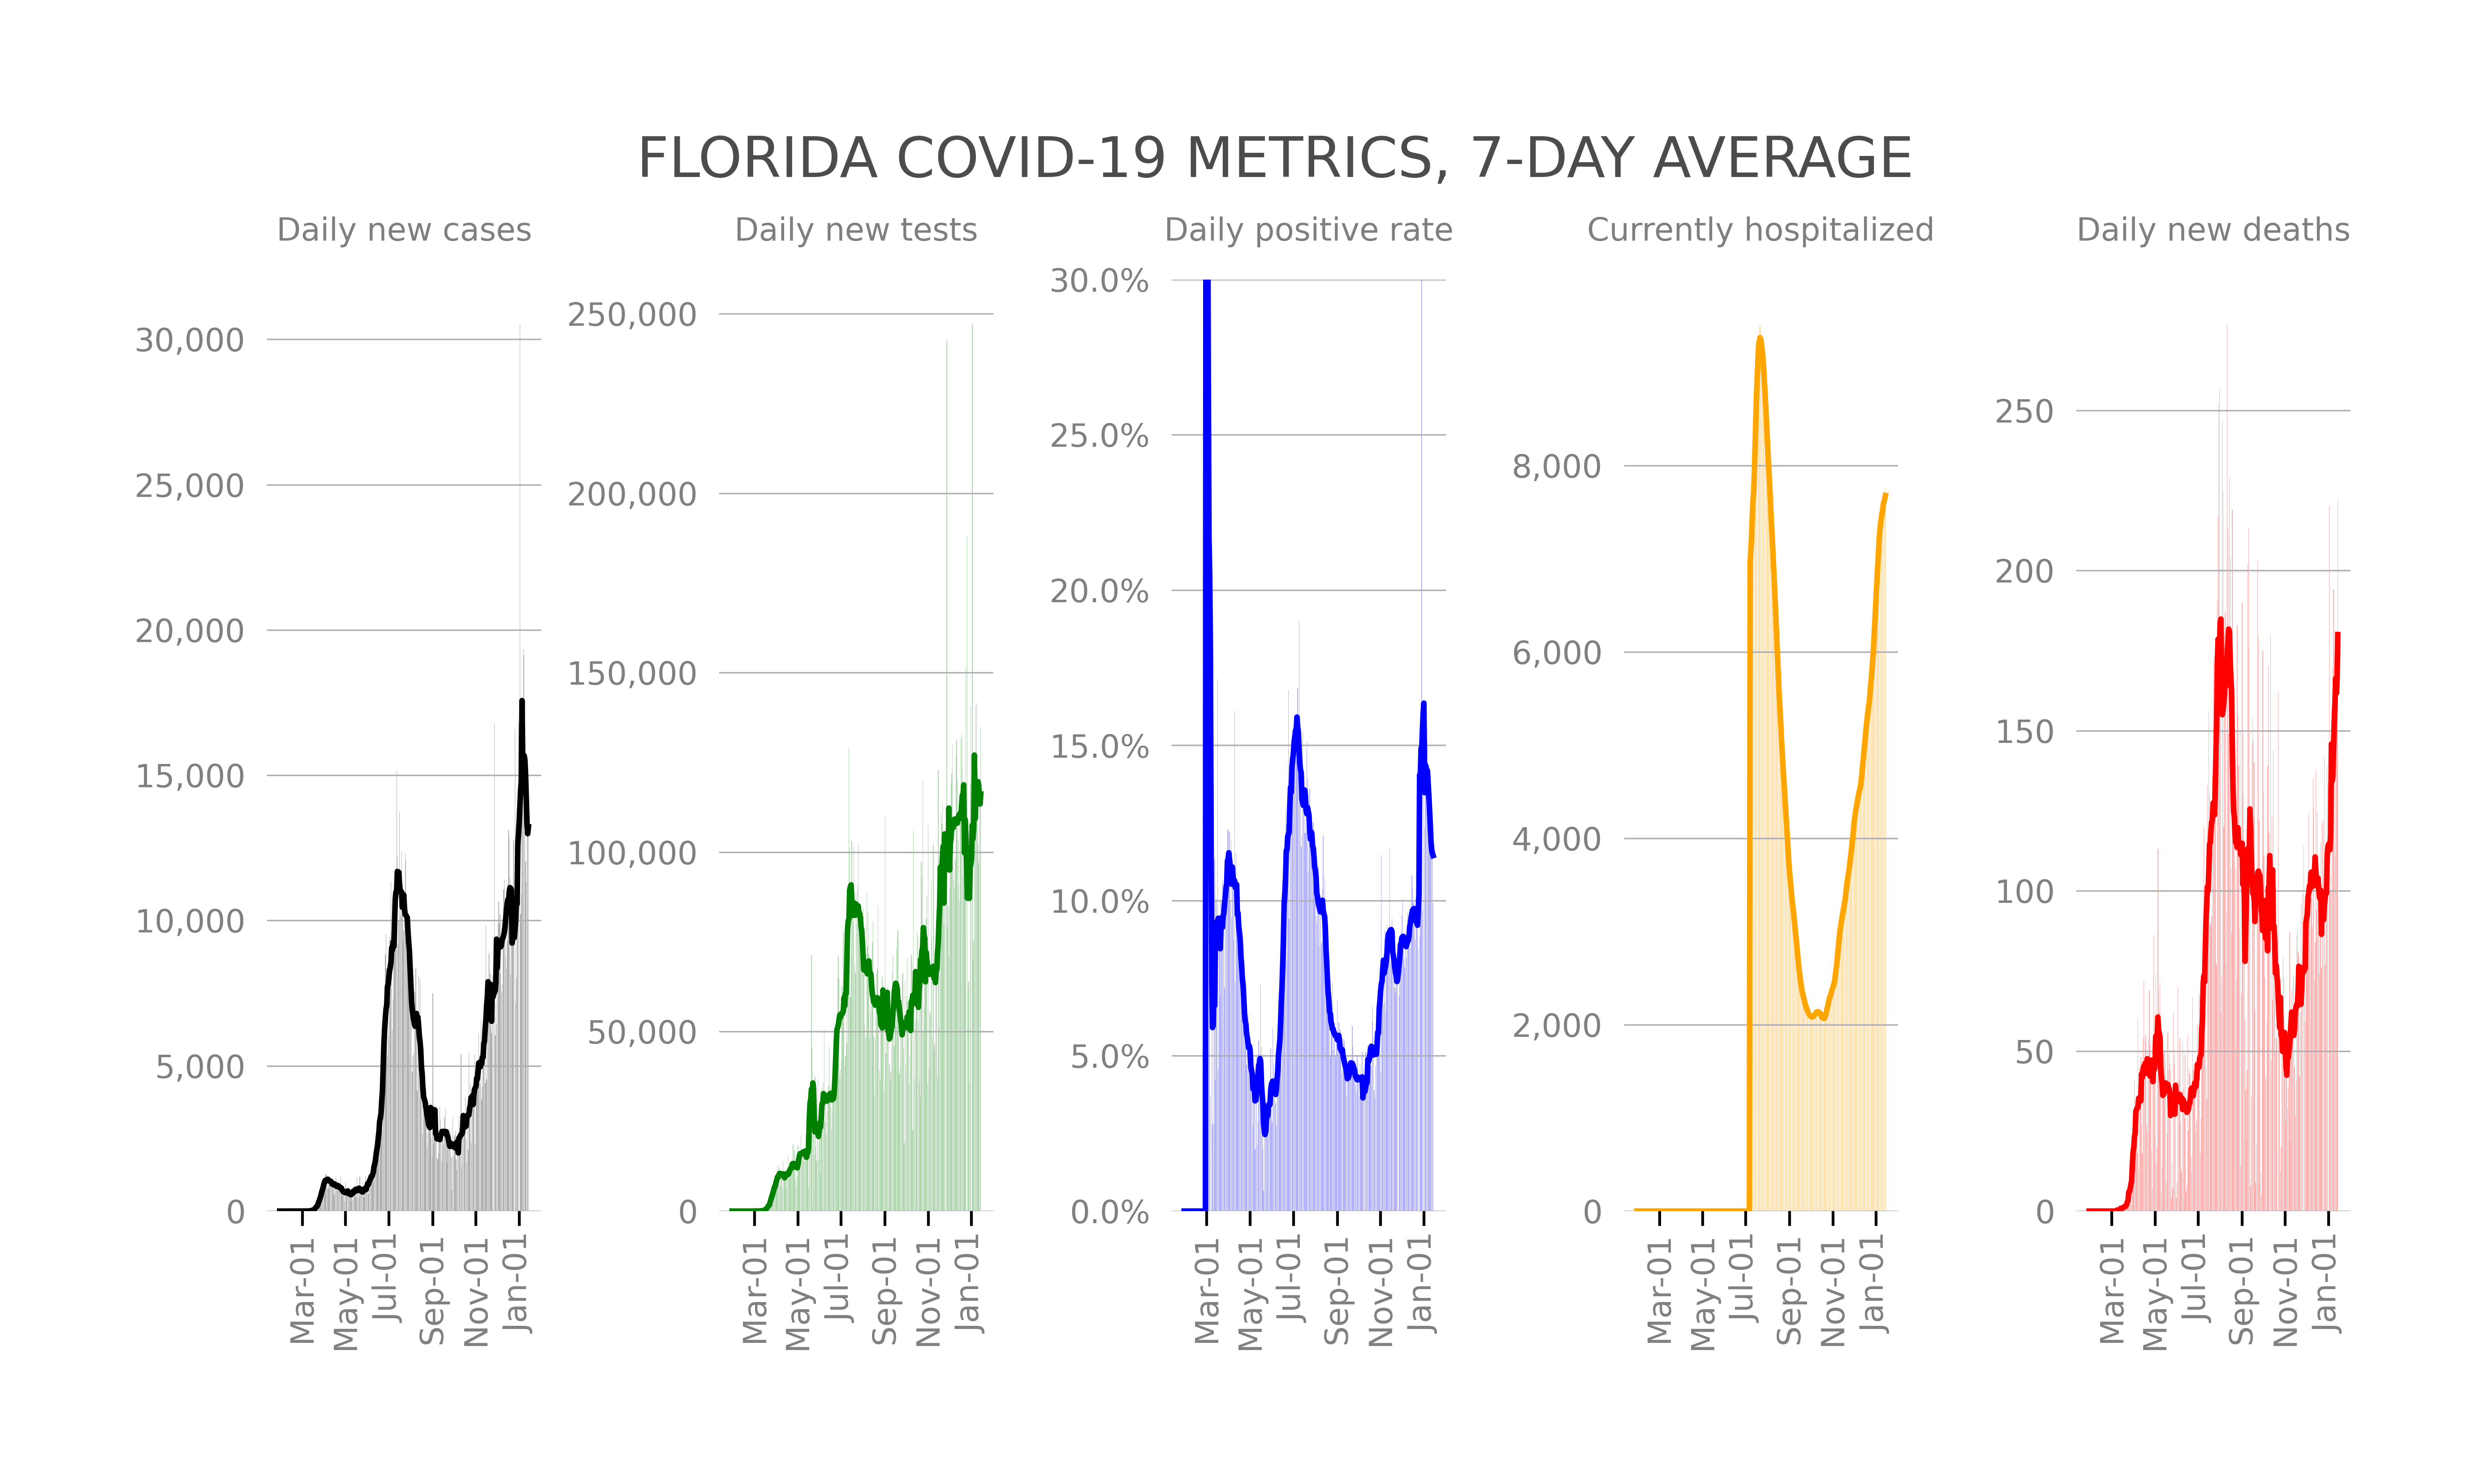 FLORIDA COVID-19 METRICS, 7-DAY AVERAGE
Daily new cases
30,000
25,000
20,000
15,000
10,000
5,000
0
Mar-01
May-01
Jul-01
Sep-01
Nov-01
Jan-01
Daily new tests
250,000
200,000
150,000
100,000
50,000
0
Mar-01
May-01
Jul-01
Sep-01
Nov-01
Jan-01
Daily positive rate
30.0%
25.0%
20.0%
15.0%
10.0%
5.0%
0.0%
Mar-01
May-01
Jul-01
Sep-01
Nov-01
Jan-01
Currently hospitalized
8,000
6,000
4,000
2,000
0
Mar-01
May-01
Jul-01
Sep-01
Nov-01
Jan-01
Daily new deaths
250
200
150
100
50
0
Mar-01
May-01
Jul-01
Sep-01
Nov-01
Jan-01